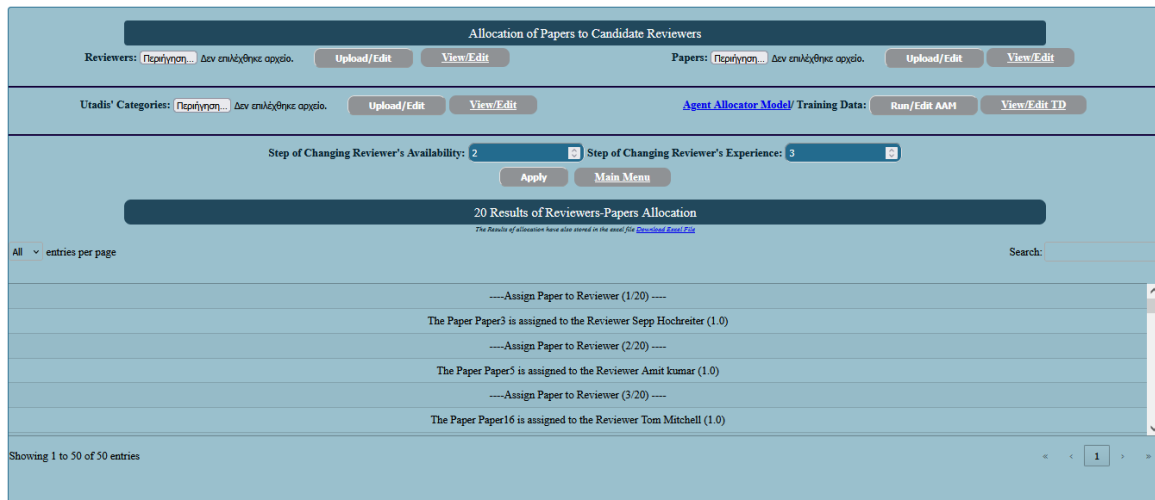 Allocation of Papers to Candidate Reviewers
Reviewers: Περιήγηση... Δεν επιλέχθηκε αρχείο. Upload/Edit View/Edit Papers: Περιήγηση... Δεν επιλέχθηκε αρχείο. Upload/Edit View/Edit
Utadis' Categories: Περιήγηση... Δεν επιλέχθηκε αρχείο. Upload/Edit View/Edit Agent Allocator Model/ Training Data: Run/Edit AAM View/Edit TD
Step of Changing Reviewer's Availability: 2 Step of Changing Reviewer's Experience: 3
Apply Main Menu
20 Results of Reviewers-Papers Allocation
The Results of allocation have also stored in the excel file Download Excel File
All entries per page Search:
----Assign Paper to Reviewer (1/20) ----
The Paper Paper3 is assigned to the Reviewer Sepp Hochreiter (1.0)
----Assign Paper to Reviewer (2/20) ----
The Paper Paper5 is assigned to the Reviewer Amit kumar (1.0)
----Assign Paper to Reviewer (3/20) ----
The Paper Paper16 is assigned to the Reviewer Tom Mitchell (1.0)
Showing 1 to 50 of 50 entries « ‹ 1 › »